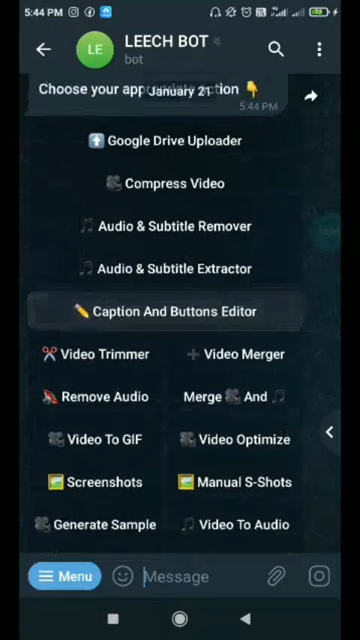 5:44 PM
LE
LEECH BOT
bot
Choose your appropriate action 👇
January 21
5:44 PM
⬆️ Google Drive Uploader
🎥 Compress Video
🎵 Audio & Subtitle Remover
🎵 Audio & Subtitle Extractor
✏️ Caption And Buttons Editor
✂️ Video Trimmer
➕ Video Merger
Remove Audio
Merge 🎥 And 🎵
🎥 Video To GIF
🎥 Video Optimize
🖼️ Screenshots
🖼️ Manual S-Shots
🎥 Generate Sample
🎵 Video To Audio
Menu
Message